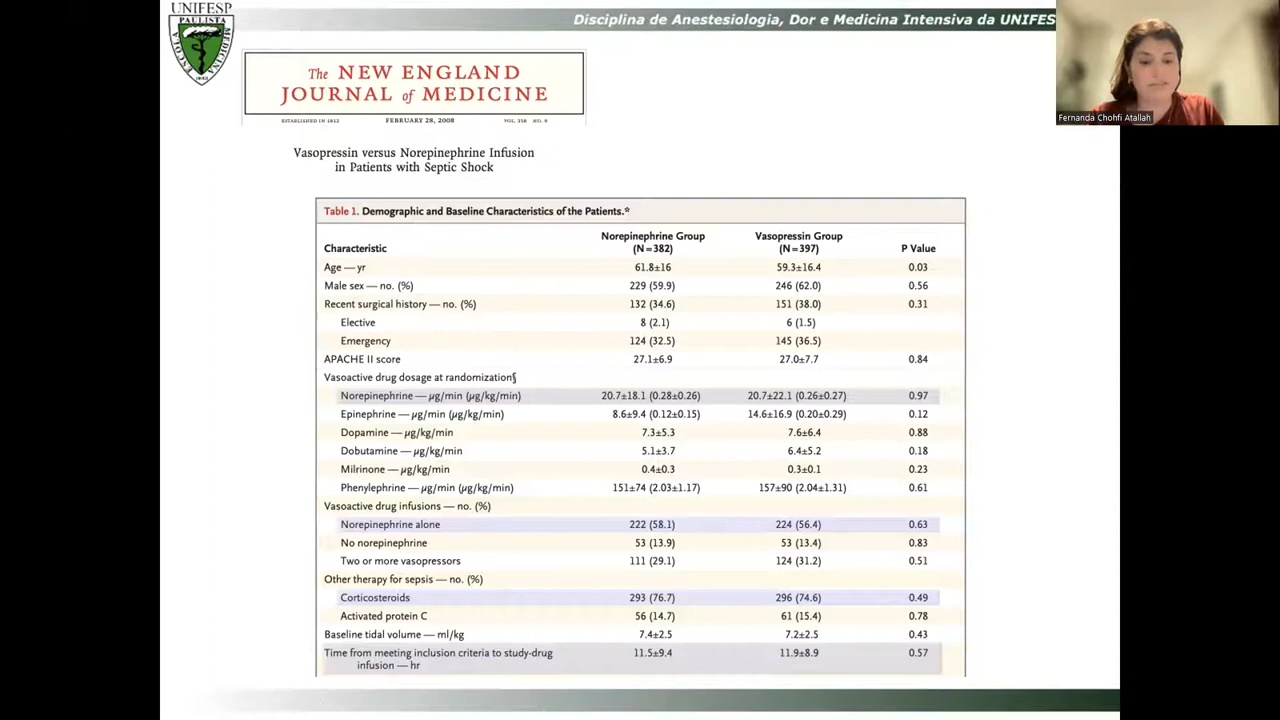 UNIFESP
PAULISTA
ESCOLA
MEDICINA
1933
Disciplina de Anestesiologia, Dor e Medicina Intensiva da UNIFES
Fernanda Chohfi Atallah
The NEW ENGLAND
JOURNAL of MEDICINE
ESTABLISHED IN 1812 FEBRUARY 28, 2008 VOL. 358 NO. 9
Vasopressin versus Norepinephrine Infusion
in Patients with Septic Shock
Table 1. Demographic and Baseline Characteristics of the Patients.*
Characteristic Norepinephrine Group (N=382) Vasopressin Group (N=397) P Value
Age — yr 61.8±16 59.3±16.4 0.03
Male sex — no. (%) 229 (59.9) 246 (62.0) 0.56
Recent surgical history — no. (%) 132 (34.6) 151 (38.0) 0.31
Elective 8 (2.1) 6 (1.5)
Emergency 124 (32.5) 145 (36.5)
APACHE II score 27.1±6.9 27.0±7.7 0.84
Vasoactive drug dosage at randomization§
Norepinephrine — µg/min (µg/kg/min) 20.7±18.1 (0.28±0.26) 20.7±22.1 (0.26±0.27) 0.97
Epinephrine — µg/min (µg/kg/min) 8.6±9.4 (0.12±0.15) 14.6±16.9 (0.20±0.29) 0.12
Dopamine — µg/kg/min 7.3±5.3 7.6±6.4 0.88
Dobutamine — µg/kg/min 5.1±3.7 6.4±5.2 0.18
Milrinone — µg/kg/min 0.4±0.3 0.3±0.1 0.23
Phenylephrine — µg/min (µg/kg/min) 151±74 (2.03±1.17) 157±90 (2.04±1.31) 0.61
Vasoactive drug infusions — no. (%)
Norepinephrine alone 222 (58.1) 224 (56.4) 0.63
No norepinephrine 53 (13.9) 53 (13.4) 0.83
Two or more vasopressors 111 (29.1) 124 (31.2) 0.51
Other therapy for sepsis — no. (%)
Corticosteroids 293 (76.7) 296 (74.6) 0.49
Activated protein C 56 (14.7) 61 (15.4) 0.78
Baseline tidal volume — ml/kg 7.4±2.5 7.2±2.5 0.43
Time from meeting inclusion criteria to study-drug 11.5±9.4 11.9±8.9 0.57
infusion — hr